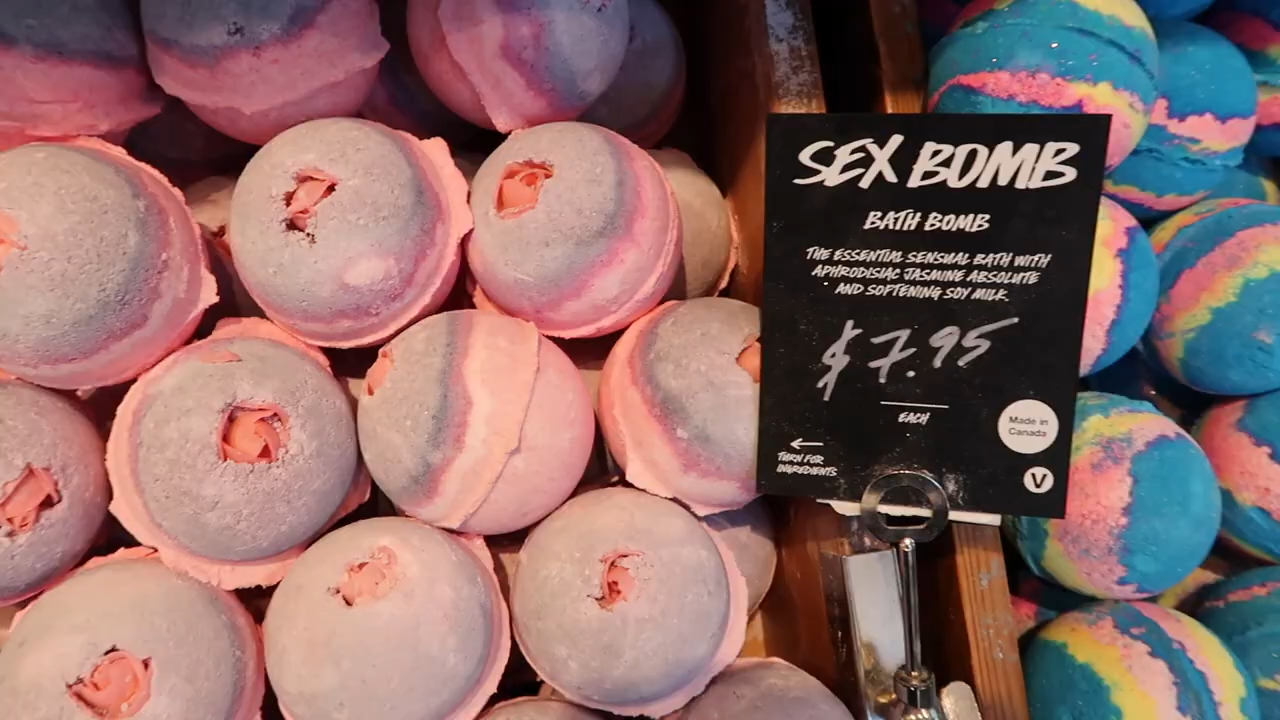 SEX BOMB
BATH BOMB
THE ESSENTIAL SENSUAL BATH WITH
APHRODISIAC JASMINE ABSOLUTE
AND SOFTENING SOY MILK.
$7.95
EACH
Made in
Canada
TURN FOR
INGREDIENTS
V